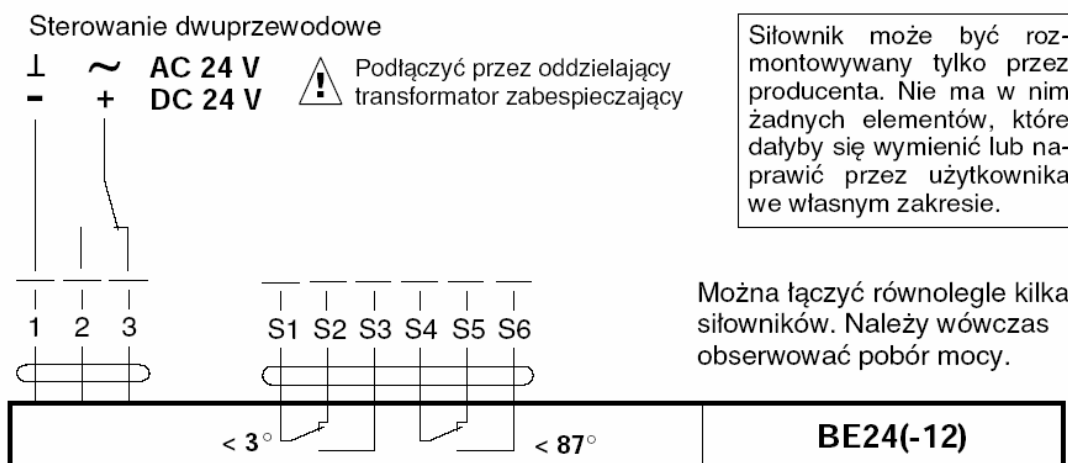 Sterowanie dwuprzewodowe
⊥ ~ AC 24 V
- + DC 24 V
Podłączyć przez oddzielający
transformator zabespieczający
Siłownik może być roz-
montowywany tylko przez
producenta. Nie ma w nim
żadnych elementów, które
dałyby się wymienić lub na-
prawić przez użytkownika
we własnym zakresie.
Można łączyć równolegle kilka
siłowników. Należy wówczas
obserwować pobór mocy.
1 2 3
S1 S2 S3 S4 S5 S6
< 3° < 87°
BE24(-12)